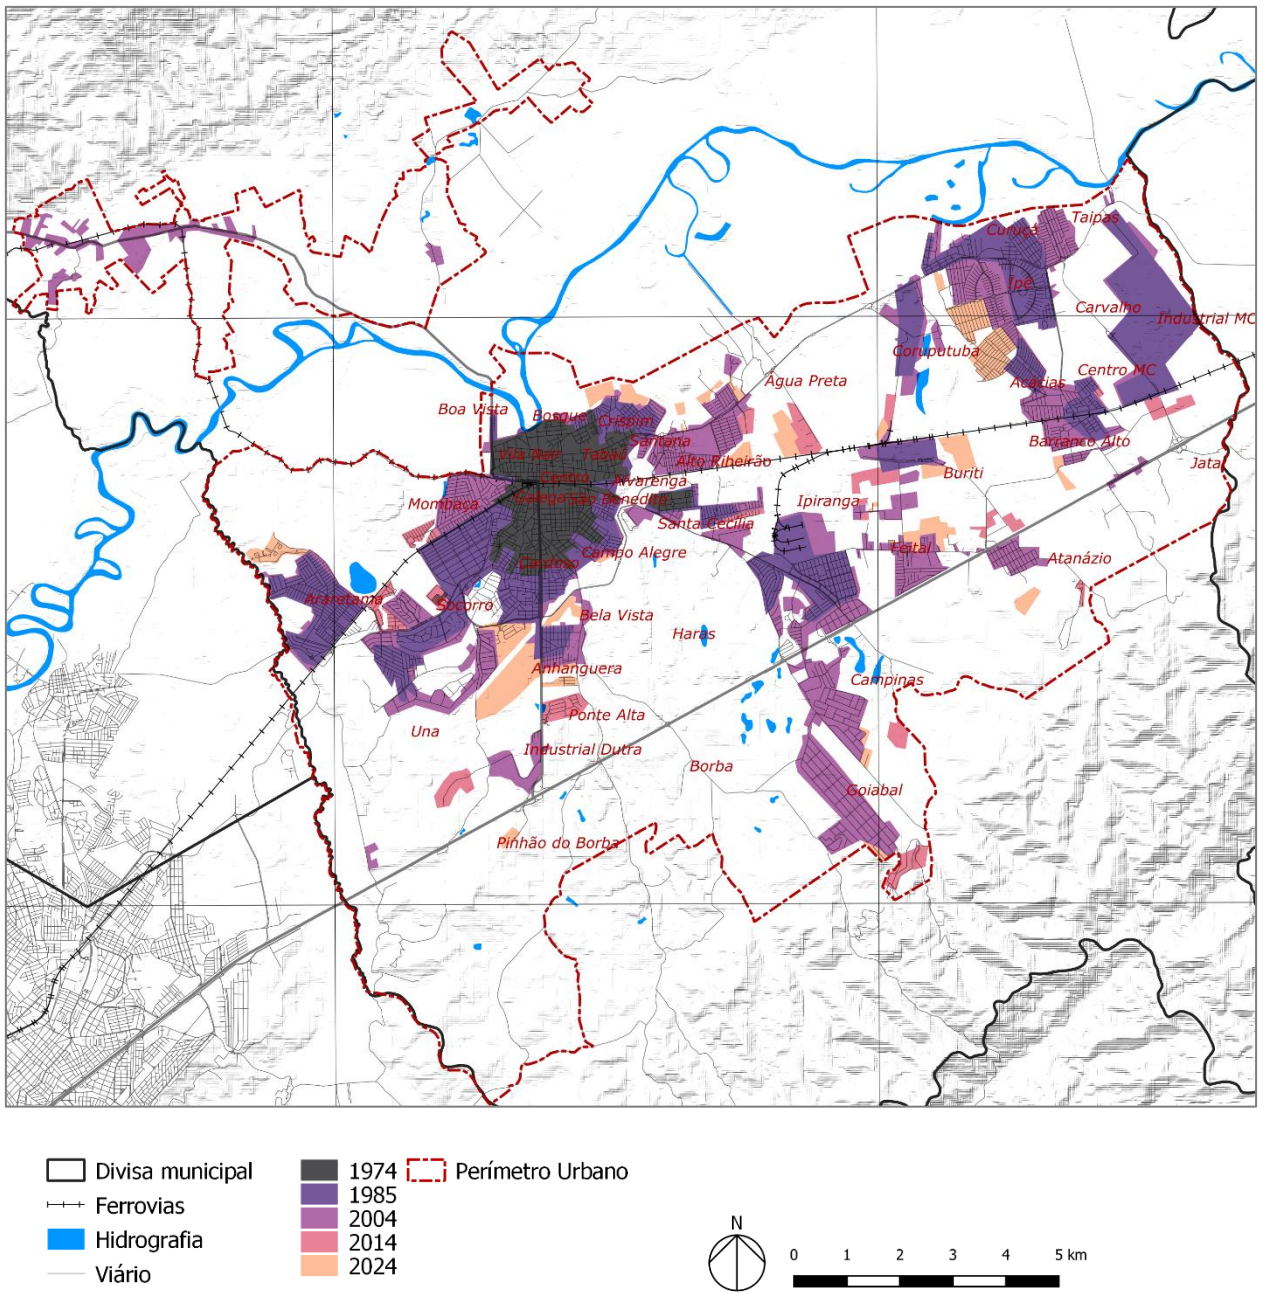 Taipas
Curuçá
Ipê
Carvalho
Industrial MC
Coruputuba
Centro MC
Acácias
Água Preta
Boa Vista
Bosque
Crispim
Santana
Barranco Alto
Vila Rica
Tabaú
Alto Ribeirão
Jataí
Buriti
Centro
Alvarenga
Mombaça
Galega
São Benedito
Ipiranga
Santa Cecília
Feital
Campo Alegre
Atanázio
Cardoso
Araretama
Socorro
Bela Vista
Haras
Anhanguera
Campinas
Ponte Alta
Una
Industrial Dutra
Borba
Goiabal
Pinhão do Borba
Divisa municipal
Ferrovias
Hidrografia
Viário
1974
1985
2004
2014
2024
Perímetro Urbano
N
0 1 2 3 4 5 km